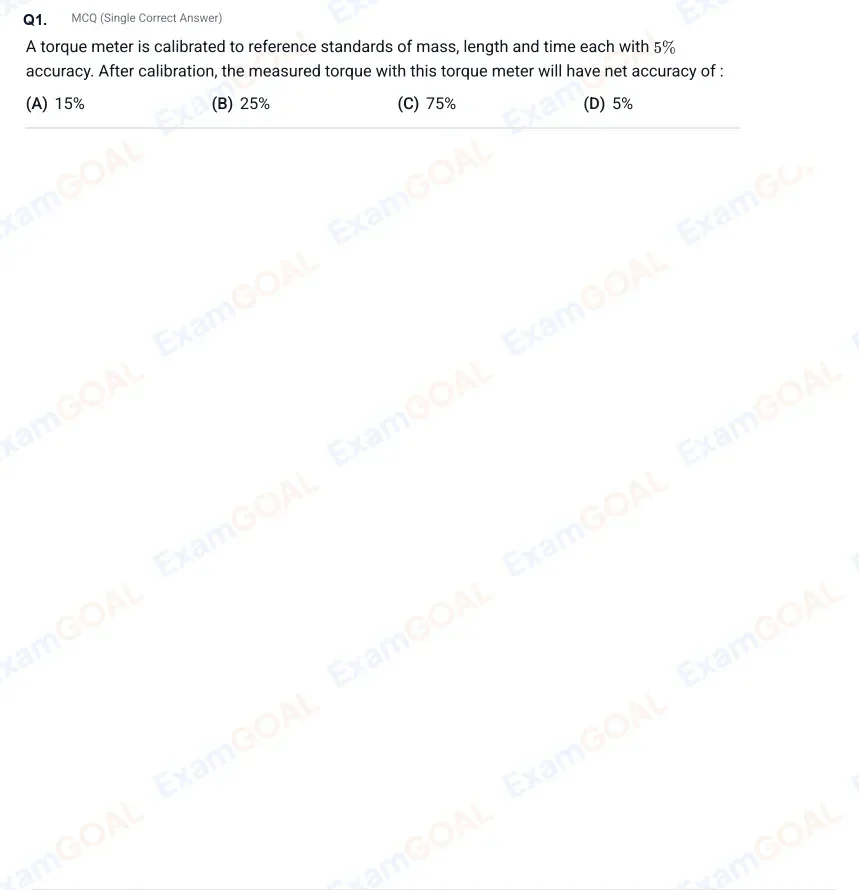 Q1. MCQ (Single Correct Answer)
A torque meter is calibrated to reference standards of mass, length and time each with 5%
accuracy. After calibration, the measured torque with this torque meter will have net accuracy of :
(A) 15% (B) 25% (C) 75% (D) 5%
ExamGOAL